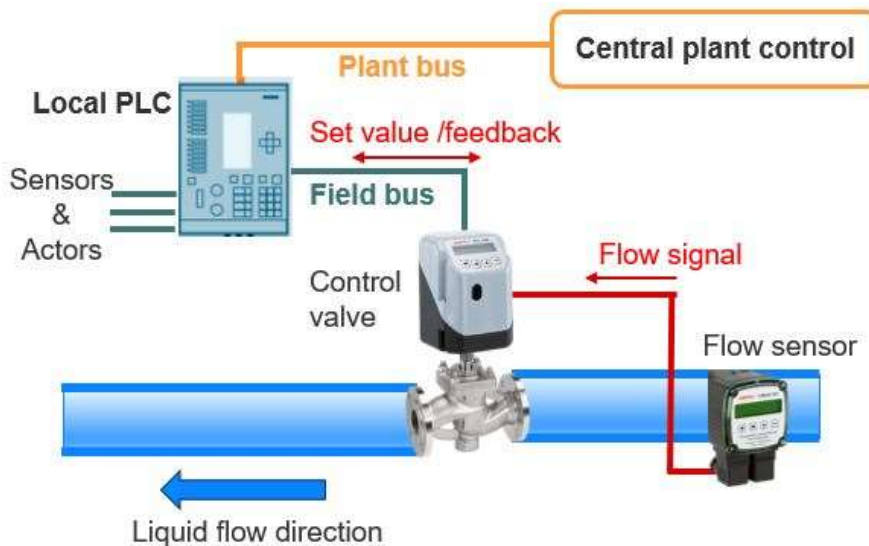 Central plant control
Plant bus
Local PLC
Set value /feedback
Sensors
&
Actors
Field bus
Flow signal
Control
valve
Flow sensor
Liquid flow direction